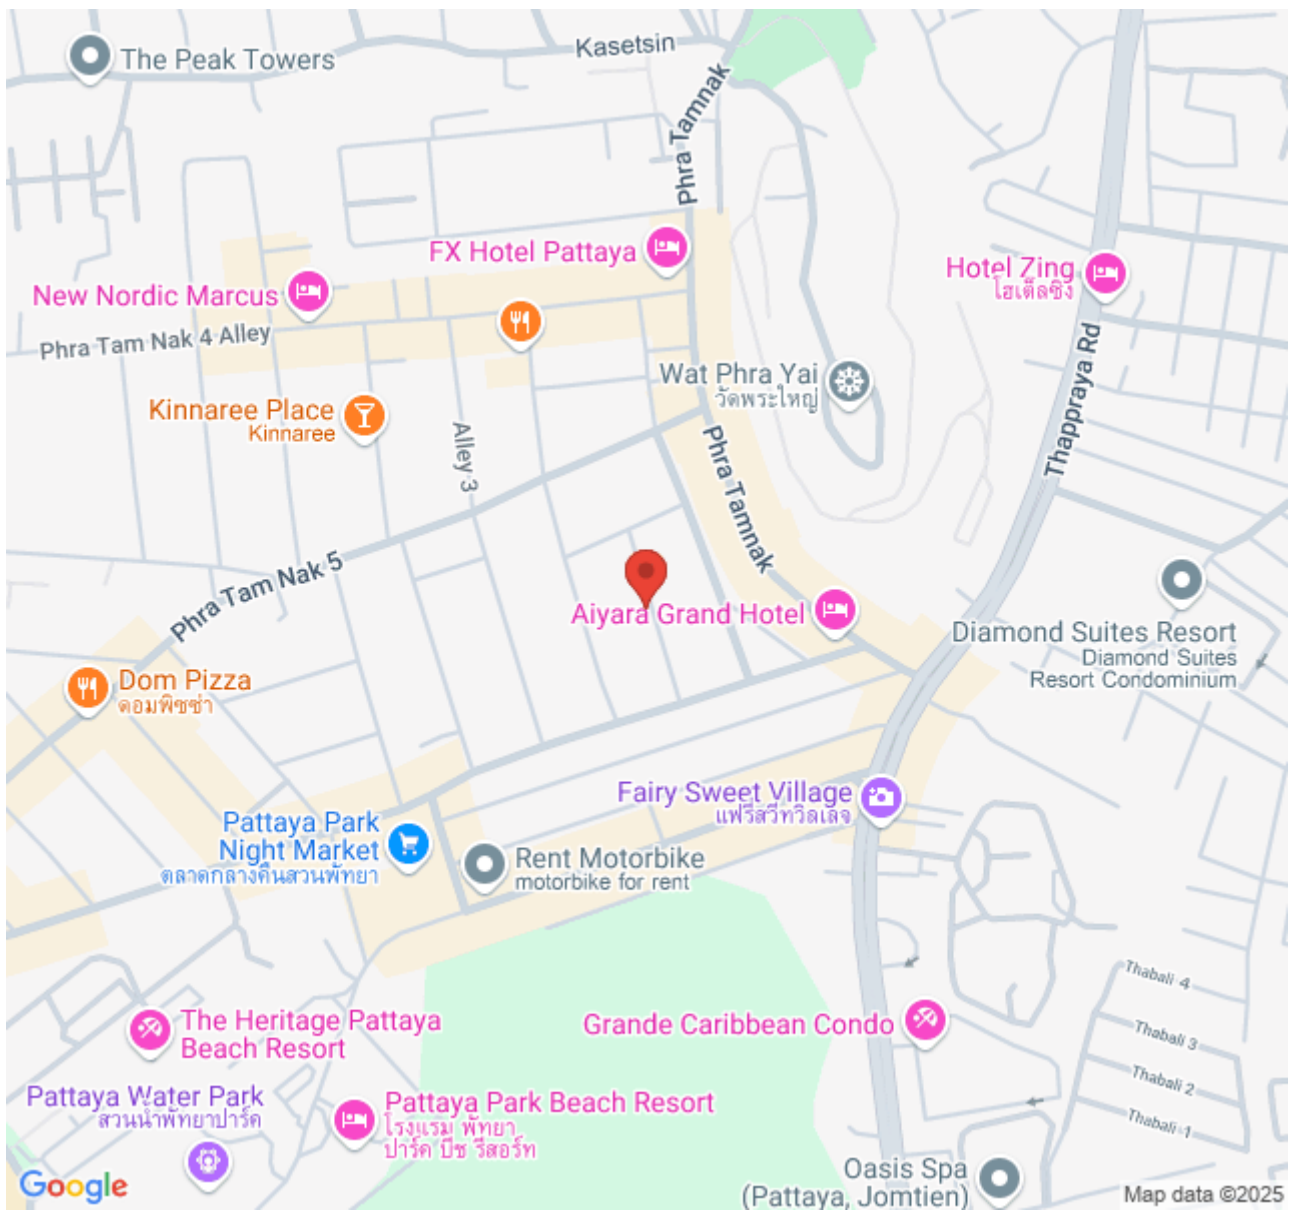 The Peak Towers
Kasetsin
Phra Tamnak
FX Hotel Pattaya
Hotel Zing
โฮเต็ลซิง
New Nordic Marcus
Phra Tam Nak 4 Alley
Thappraya Rd
Wat Phra Yai
วัดพระใหญ่
Kinnaree Place
Kinnaree
Alley 3
Phra Tamnak
Phra Tam Nak 5
Aiyara Grand Hotel
Diamond Suites Resort
Diamond Suites
Resort Condominium
Dom Pizza
ดอมพิซซ่า
Fairy Sweet Village
แฟรี่สวีทวิลเลจ
Pattaya Park
Night Market
ตลาดกลางคืนสวนพัทยา
Rent Motorbike
motorbike for rent
Thabali 4
The Heritage Pattaya
Beach Resort
Grande Caribbean Condo
Thabali 3
Thabali 2
Pattaya Water Park
สวนน้ำพัทยาปาร์ค
Pattaya Park Beach Resort
โรงแรม พัทยา
ปาร์ค บีช รีสอร์ท
Thabali 1
Oasis Spa
(Pattaya, Jomtien)
Google
Map data ©2025